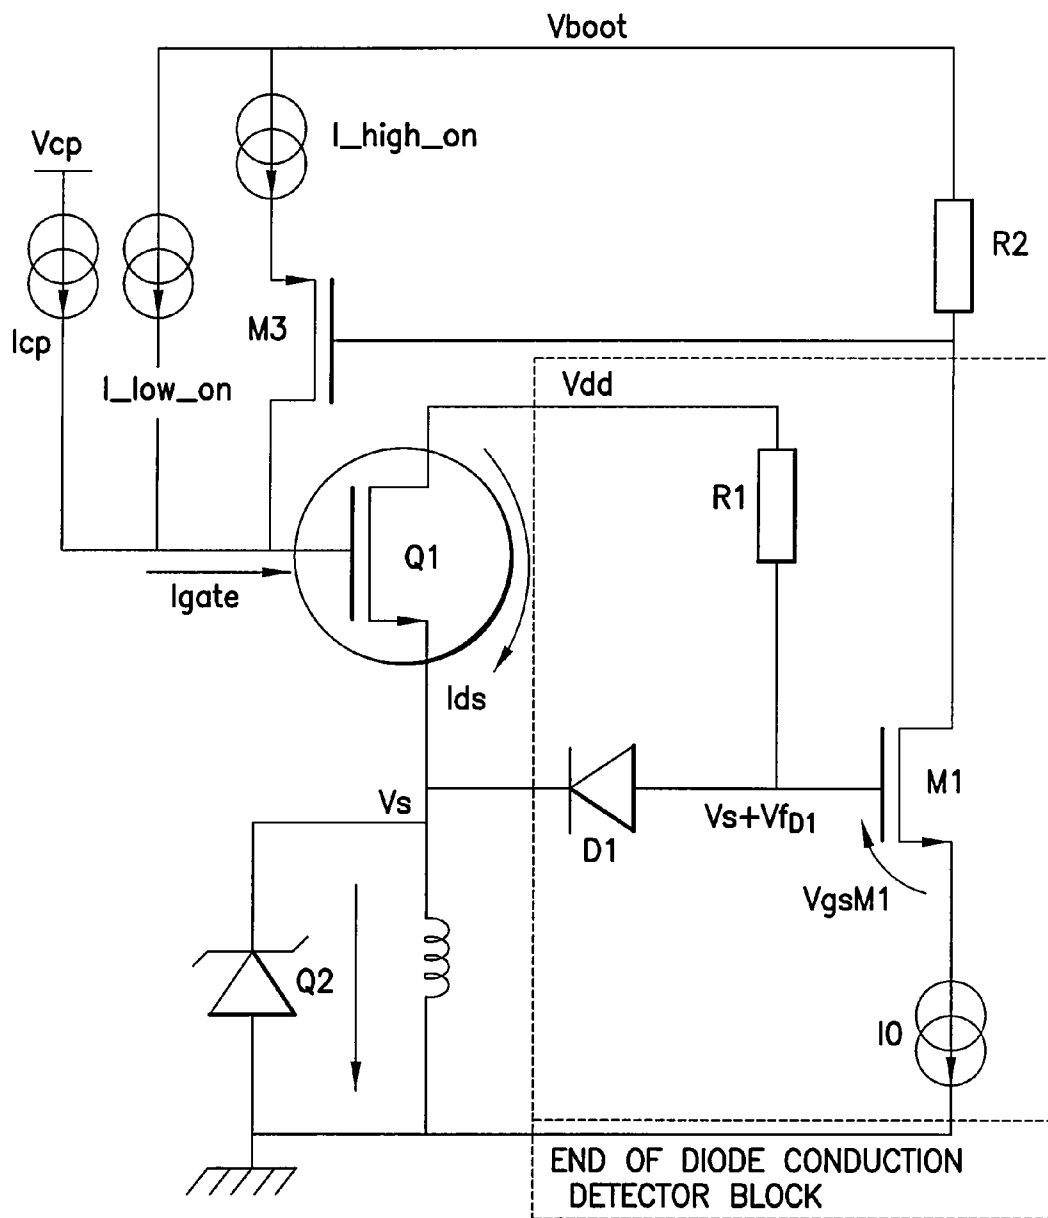 Vboot
I_high_on
Vcp
R2
M3
Icp
I_low_on
Vdd
R1
Q1
Igate
Ids
M1
Vs
Vs+VfD1
D1
VgsM1
Q2
I0
END OF DIODE CONDUCTION
DETECTOR BLOCK